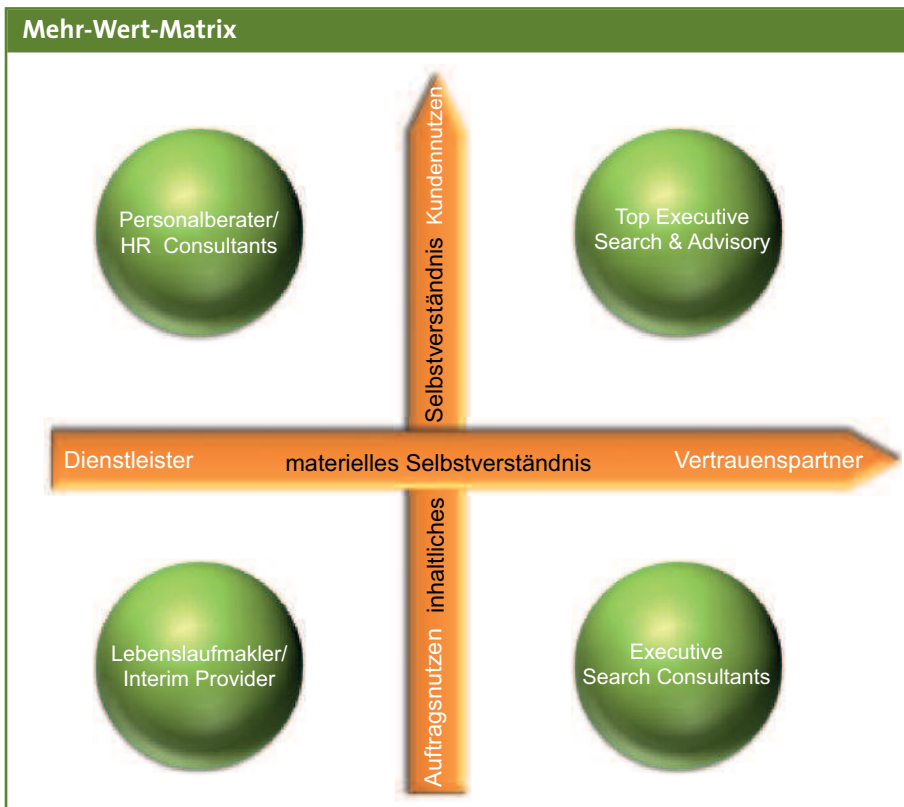 Mehr-Wert-Matrix
Personalberater/
HR Consultants
Top Executive
Search & Advisory
Auftragsnutzen inhaltliches Selbstverständnis Kundennutzen
Dienstleister materielles Selbstverständnis Vertrauenspartner
Lebenslaufmakler/
Interim Provider
Executive
Search Consultants